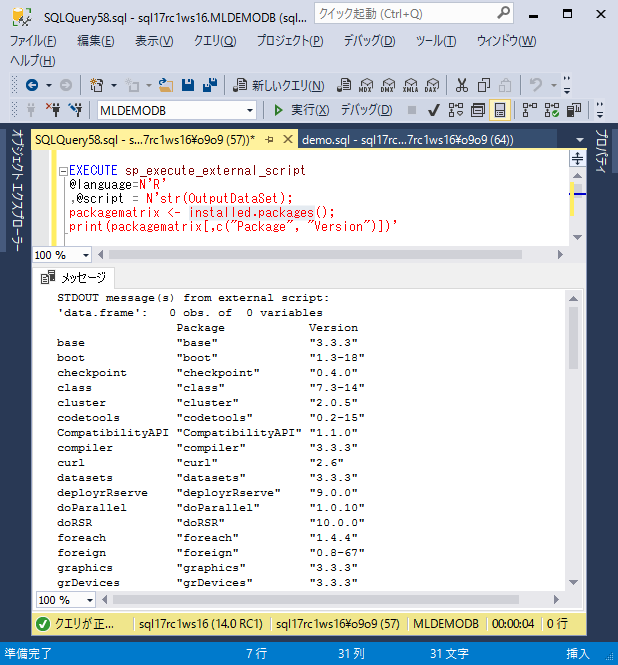 SQLQuery58.sql - sql17rc1ws16.MLDEMODB (sql...
クイック起動 (Ctrl+Q)
ファイル(F) 編集(E) 表示(V) クエリ(Q) プロジェクト(P) デバッグ(D) ツール(T) ウィンドウ(W)
ヘルプ(H)
新しいクエリ(N) MDX DMX XMLA DAX
MLDEMODB 実行(X) デバッグ(D)
オブジェクト エクスプローラー
SQLQuery58.sql - s...7rc1ws16¥o9o9 (57))* demo.sql - sql17rc...7rc1ws16¥o9o9 (64))
プロパティ
EXECUTE sp_execute_external_script
@language=N'R'
,@script = N'str(OutputDataSet);
packagematrix <- installed.packages();
print(packagematrix[,c("Package", "Version")])'
100 %
メッセージ
STDOUT message(s) from external script:
'data.frame': 0 obs. of 0 variables
Package Version
base "base" "3.3.3"
boot "boot" "1.3-18"
checkpoint "checkpoint" "0.4.0"
class "class" "7.3-14"
cluster "cluster" "2.0.5"
codetools "codetools" "0.2-15"
CompatibilityAPI "CompatibilityAPI" "1.1.0"
compiler "compiler" "3.3.3"
curl "curl" "2.6"
datasets "datasets" "3.3.3"
deployrRserve "deployrRserve" "9.0.0"
doParallel "doParallel" "1.0.10"
doRSR "doRSR" "10.0.0"
foreach "foreach" "1.4.4"
foreign "foreign" "0.8-67"
graphics "graphics" "3.3.3"
grDevices "grDevices" "3.3.3"
100 %
クエリが正... sql17rc1ws16 (14.0 RC1) sql17rc1ws16¥o9o9 (57) MLDEMODB 00:00:04 0 行
準備完了 7 行 31 列 31 文字 挿入